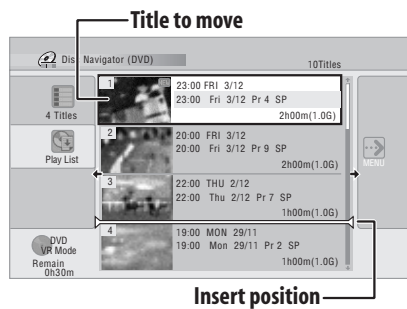 Title to move
Disc Navigator (DVD)
10Titles
4 Titles
Play List
DVD
VR Mode
Remain
0h30m
1
23:00 FRI 3/12
23:00 Fri 3/12 Pr 4 SP
2h00m(1.0G)
2
20:00 FRI 3/12
20:00 Fri 3/12 Pr 9 SP
2h00m(1.0G)
3
22:00 THU 2/12
22:00 Thu 2/12 Pr 7 SP
1h00m(1.0G)
4
19:00 MON 29/11
19:00 Mon 29/11 Pr 2 SP
1h00m(1.0G)
MENU
Insert position